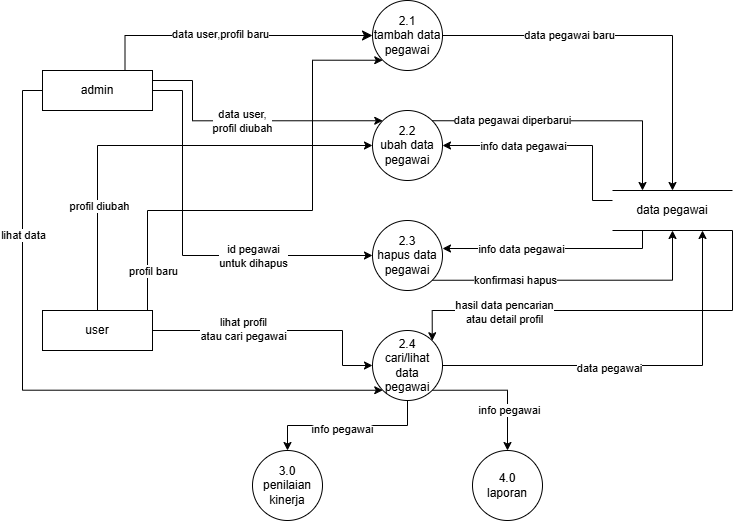 2.1
tambah data
pegawai
data user,profil baru
data pegawai baru
admin
data user,
profil diubah
2.2
ubah data
pegawai
data pegawai diperbarui
info data pegawai
profil diubah
data pegawai
lihat data
id pegawai
untuk dihapus
2.3
hapus data
pegawai
info data pegawai
profil baru
konfirmasi hapus
hasil data pencarian
atau detail profil
user
lihat profil
atau cari pegawai
2.4
cari/lihat
data
pegawai
data pegawai
info pegawai
info pegawai
3.0
penilaian
kinerja
4.0
laporan